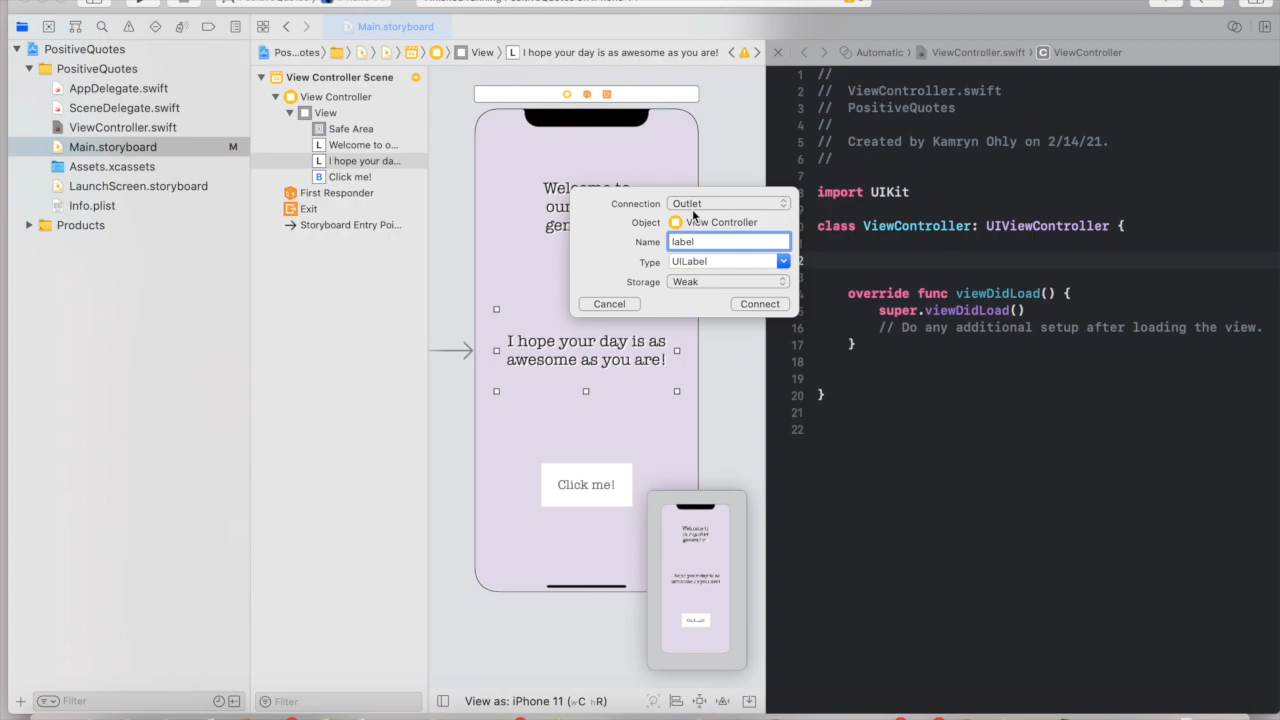 Main.storyboard
PositiveQuotes
PositiveQuotes
AppDelegate.swift
SceneDelegate.swift
ViewController.swift
Main.storyboard
M
Assets.xcassets
LaunchScreen.storyboard
Info.plist
Products
Filter
Pos...otes
View
L
I hope your day is as awesome as you are!
View Controller Scene
View Controller
View
Safe Area
L
Welcome to o...
L
I hope your da...
B
Click me!
First Responder
Exit
Storyboard Entry Poi...
Filter
I hope your day is as
awesome as you are!
Click me!
Connection
Outlet
Object
View Controller
Name
label
Type
UILabel
Storage
Weak
Cancel
Connect
View as: iPhone 11 (wC hR)
Automatic
ViewController.swift
C
ViewController
1 //
2 // ViewController.swift
3 // PositiveQuotes
4 //
5 // Created by Kamryn Ohly on 2/14/21.
6 //
import UIKit
class ViewController: UIViewController {
override func viewDidLoad() {
super.viewDidLoad()
16 // Do any additional setup after loading the view.
17 }
18
19
20 }
21
22